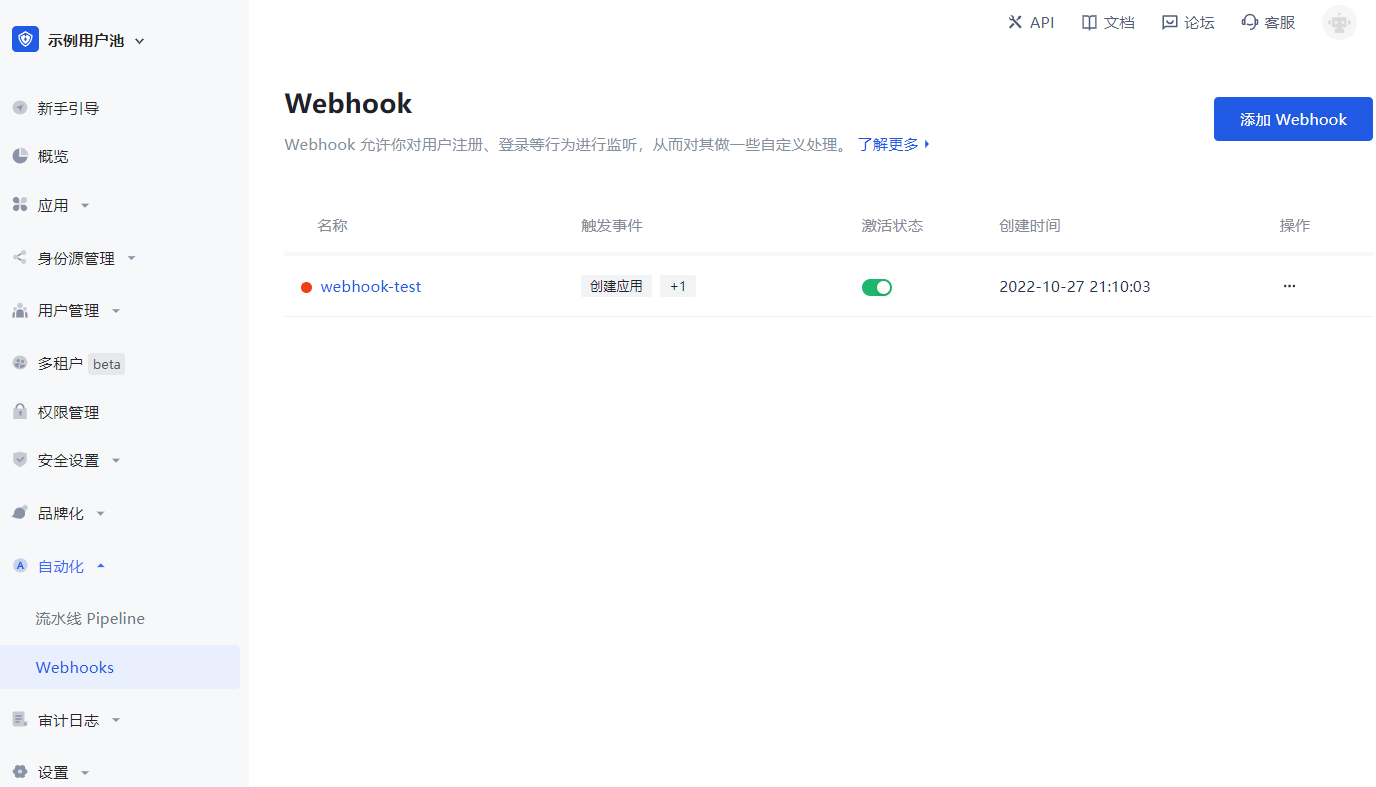 示例用户池
API 文档 论坛 客服
新手引导
概览
应用
身份源管理
用户管理
多租户 beta
权限管理
安全设置
品牌化
自动化
流水线 Pipeline
Webhooks
审计日志
设置
Webhook
Webhook 允许你对用户注册、登录等行为进行监听，从而对其做一些自定义处理。 了解更多
添加 Webhook
名称 触发事件 激活状态 创建时间 操作
webhook-test 创建应用 +1 2022-10-27 21:10:03 ···